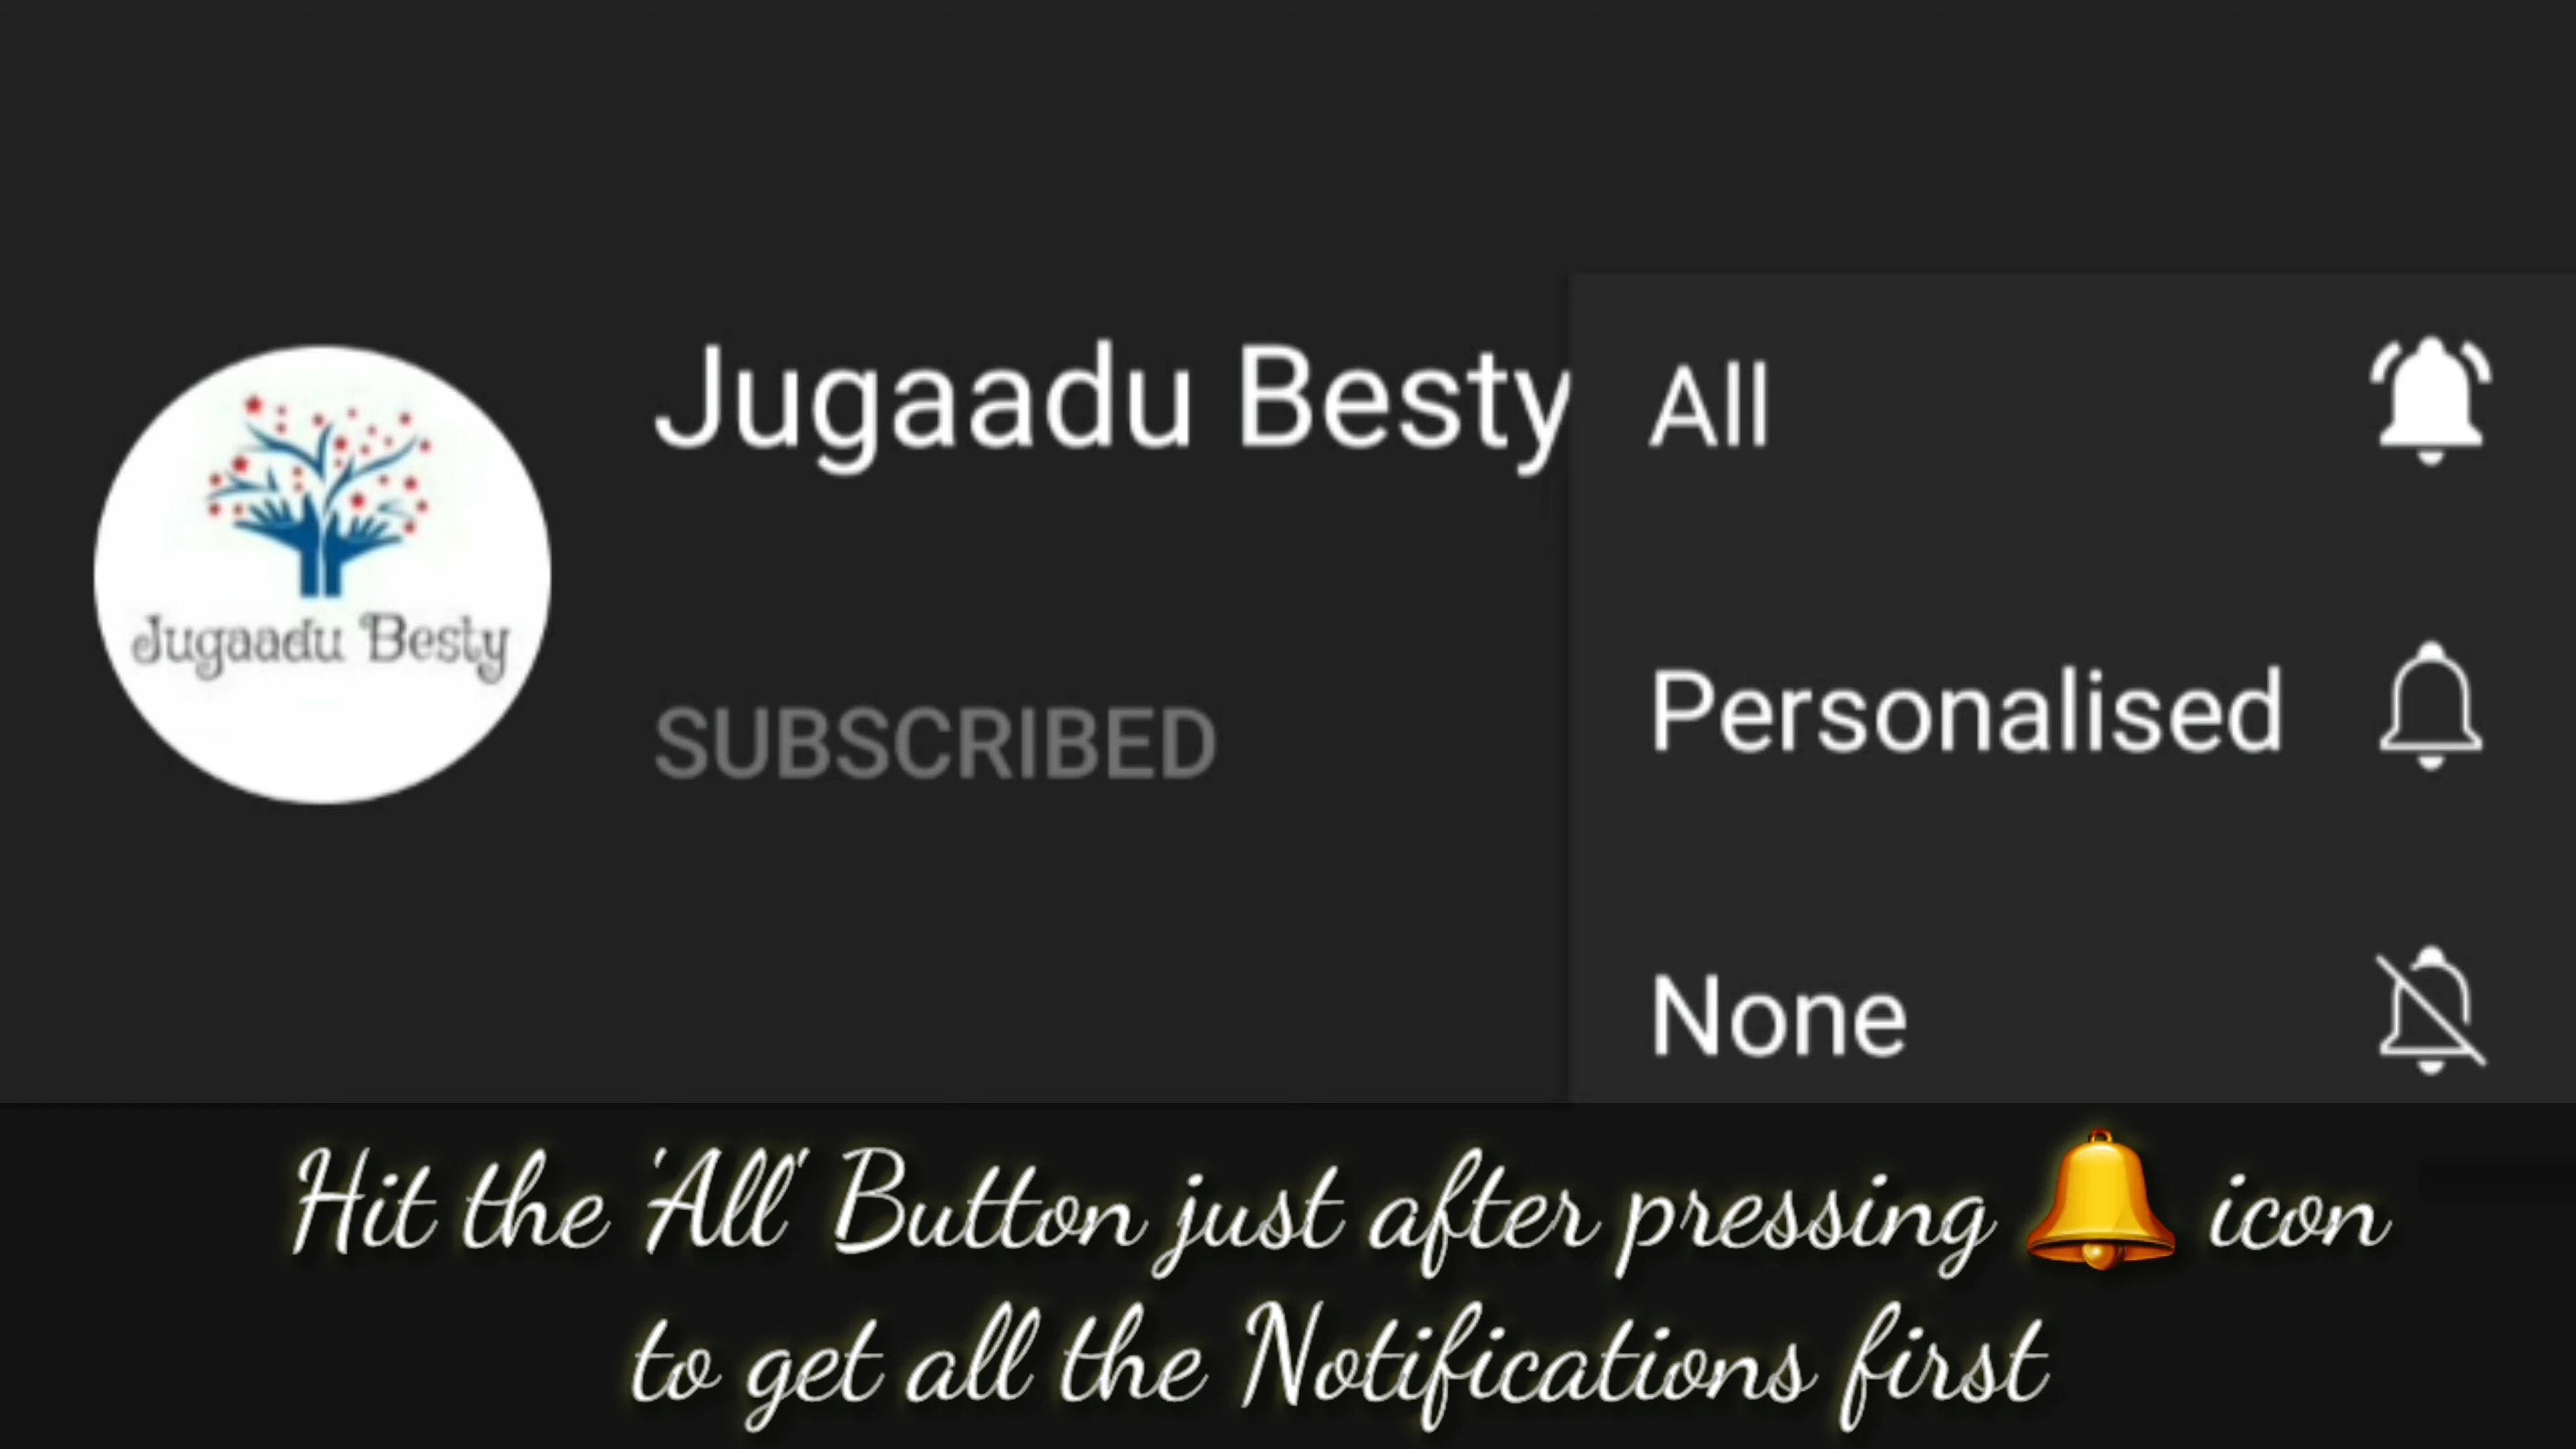 Jugaadu Besty
Jugaadu Besty
SUBSCRIBED
All
Personalised
None
Hit the 'All' Button just after pressing 🔔 icon
to get all the Notifications first